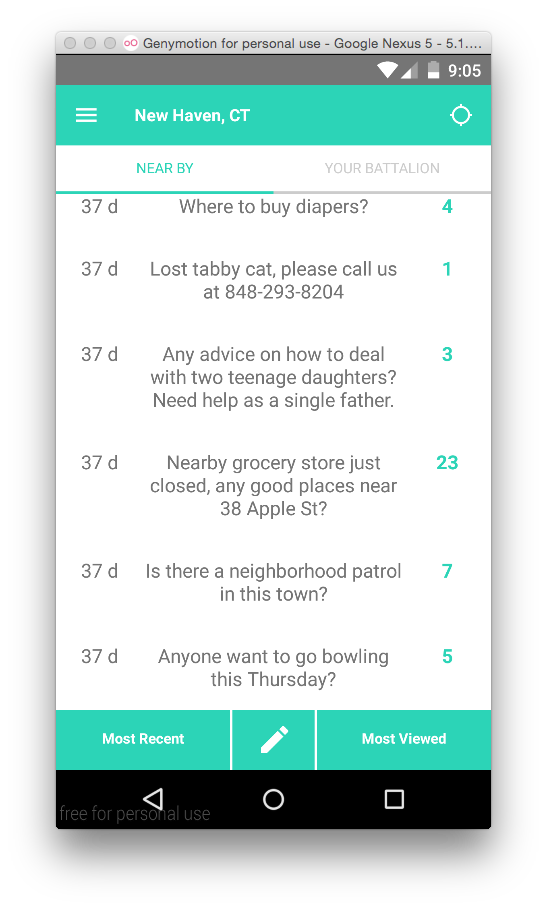 Genymotion for personal use - Google Nexus 5 - 5.1....
9:05
New Haven, CT
NEAR BY
YOUR BATTALION
37 d Where to buy diapers? 4
37 d Lost tabby cat, please call us 1
at 848-293-8204
37 d Any advice on how to deal 3
with two teenage daughters?
Need help as a single father.
37 d Nearby grocery store just 23
closed, any good places near
38 Apple St?
37 d Is there a neighborhood patrol 7
in this town?
37 d Anyone want to go bowling 5
this Thursday?
Most Recent
Most Viewed
free for personal use